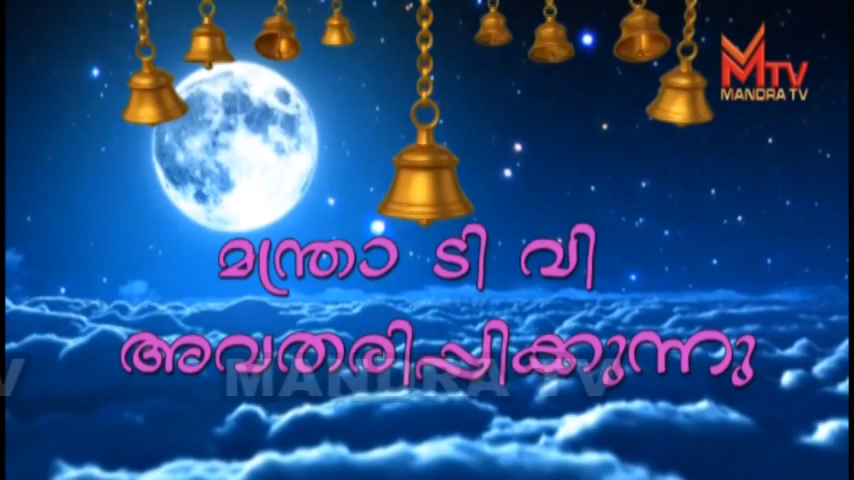 MTV
MANDRA TV
മന്ത്രാ ടി വി
അവതരിപ്പിക്കുന്നു
MANDRA TV
V